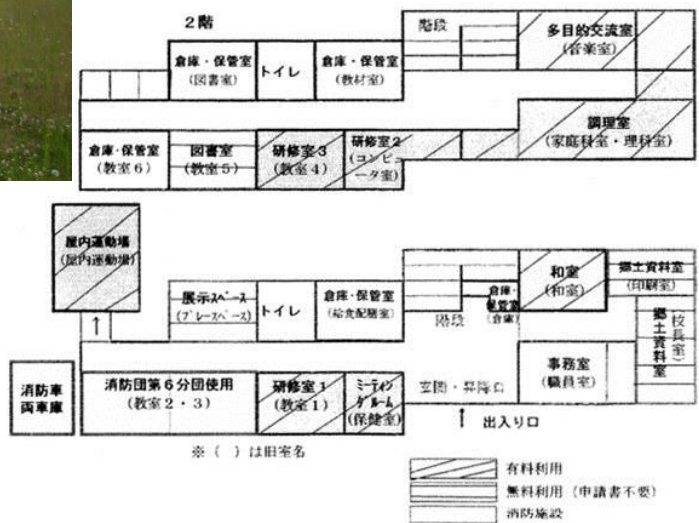 2階
階段
多目的交流室
(音楽室)
倉庫・保管室
(図書室)
トイレ
倉庫・保管室
(教材室)
調理室
(家庭科室・理科室)
倉庫・保管室
(教室6)
図書室
(教室5)
研修室3
(教室4)
研修室2
(コンピュ
ータ室)
屋内運動場
(屋内運動場)
↑
展示スペース
(プレースペース)
トイレ
倉庫・保管室
(給食配膳室)
階段
倉庫・
保管室
(倉庫)
和室
(和室)
郷土資料室
(印刷室)
郷土資料室
(校長室)
消防車
両車庫
消防団第6分団使用
(教室2・3)
研修室1
(教室1)
ミーティン
グルーム
(保健室)
玄関・昇降口
事務室
(職員室)
↑ 出入り口
※( )は旧室名
有料利用
無料利用(申請書不要)
消防施設